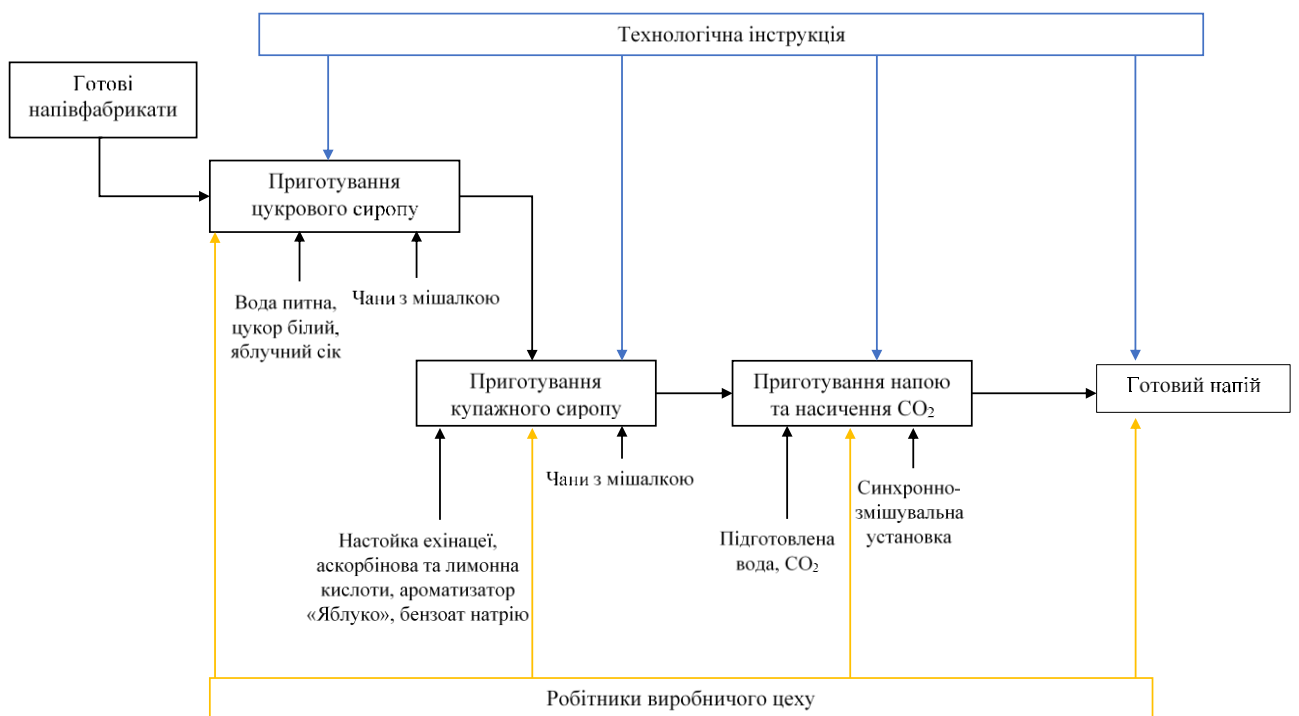 Технологічна інструкція
Готові
напівфабрикати
Приготування
цукрового сиропу
Вода питна,
цукор білий,
яблучний сік
Чани з мішалкою
Приготування
купажного сиропу
Приготування напою
та насичення CO₂
Готовий напій
Чани з мішалкою
Настойка ехінацеї,
аскорбінова та лимонна
кислоти, ароматизатор
«Яблуко», бензоат натрію
Підготовлена
вода, CO₂
Синхронно-
змішувальна
установка
Робітники виробничого цеху